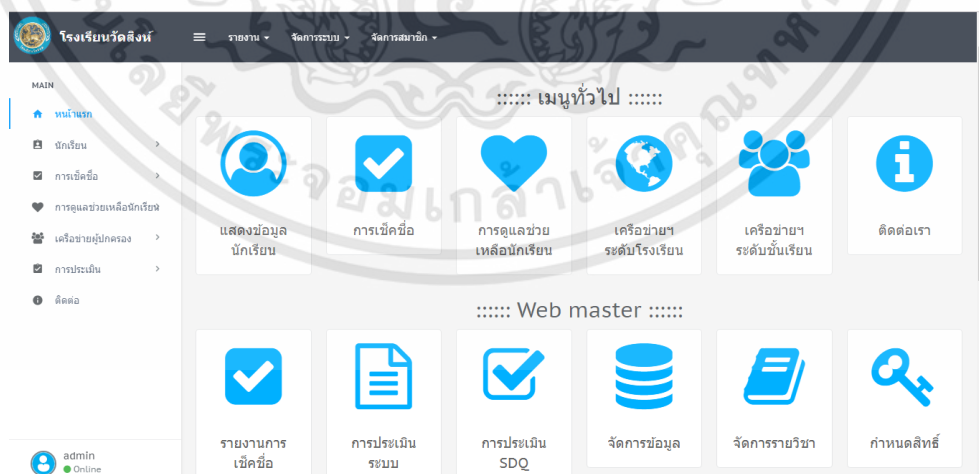 โรงเรียนวัดสิงห์
รายงาน จัดการระบบ จัดการสมาชิก
MAIN
หน้าแรก
นักเรียน
การเช็คชื่อ
การดูแลช่วยเหลือนักเรียน
เครือข่ายผู้ปกครอง
การประเมิน
ติดต่อ
admin
Online
:::::: เมนูทั่วไป ::::::
แสดงข้อมูล
นักเรียน
การเช็คชื่อ
การดูแลช่วย
เหลือนักเรียน
เครือข่ายฯ
ระดับโรงเรียน
เครือข่ายฯ
ระดับชั้นเรียน
ติดต่อเรา
:::::: Web master ::::::
รายงานการ
เช็คชื่อ
การประเมิน
ระบบ
การประเมิน
SDQ
จัดการข้อมูล
จัดการรายวิชา
กำหนดสิทธิ์